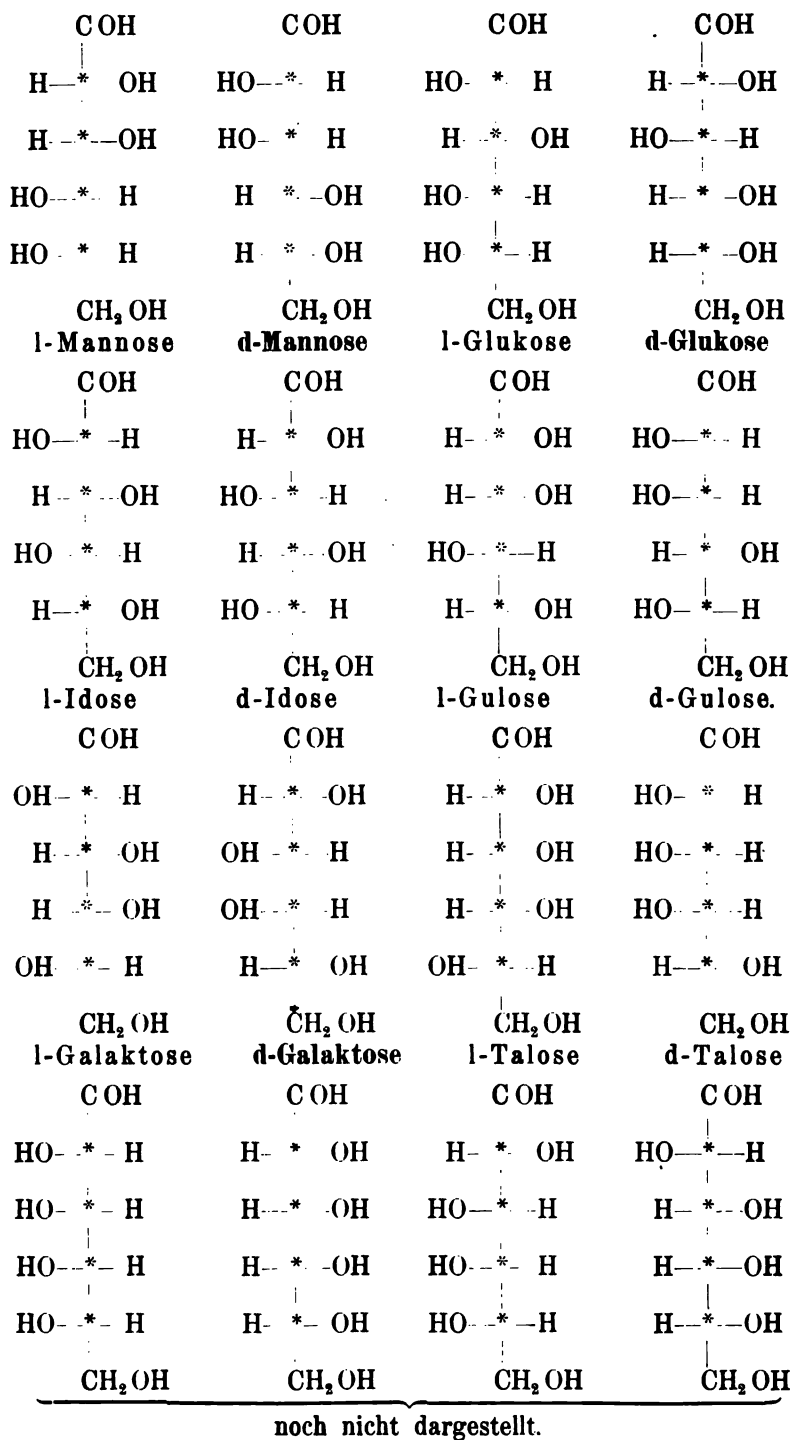 COH COH COH COH
H—* OH HO—* H HO-* H H-*-OH
H-*-OH HO-* H H-* OH HO-*-H
HO-*- H H *-OH HO-*-H H-*-OH
HO-* H H *-OH HO *-H H-*-OH
CH₂OH CH₂OH CH₂OH CH₂OH
l-Mannose d-Mannose l-Glukose d-Glukose
COH COH COH COH
HO-*-H H-* OH H-* OH HO-*-H
H-*-OH HO-*-H H-* OH HO-*-H
HO * H H-*-OH HO-*-H H-* OH
H-* OH HO-*-H H-* OH HO-*-H
CH₂OH CH₂OH CH₂OH CH₂OH
l-Idose d-Idose l-Gulose d-Gulose.
COH COH COH COH
OH-*-H H-*-OH H-* OH HO-* H
H-*-OH OH-*-H H-* OH HO-*-H
H-*-OH OH-*-H H-*-OH HO-*-H
OH *-H H-* OH OH-*-H H-* OH
CH₂OH CH₂OH CH₂OH CH₂OH
l-Galaktose d-Galaktose l-Talose d-Talose
COH COH COH COH
HO-*-H H-* OH H-* OH HO-*-H
HO-*-H H-*-OH HO-*-H H-*-OH
HO-*-H H-*-OH HO-*-H H-*-OH
HO-*-H H-*-OH HO-*-H H-*-OH
CH₂OH CH₂OH CH₂OH CH₂OH
noch nicht dargestellt.